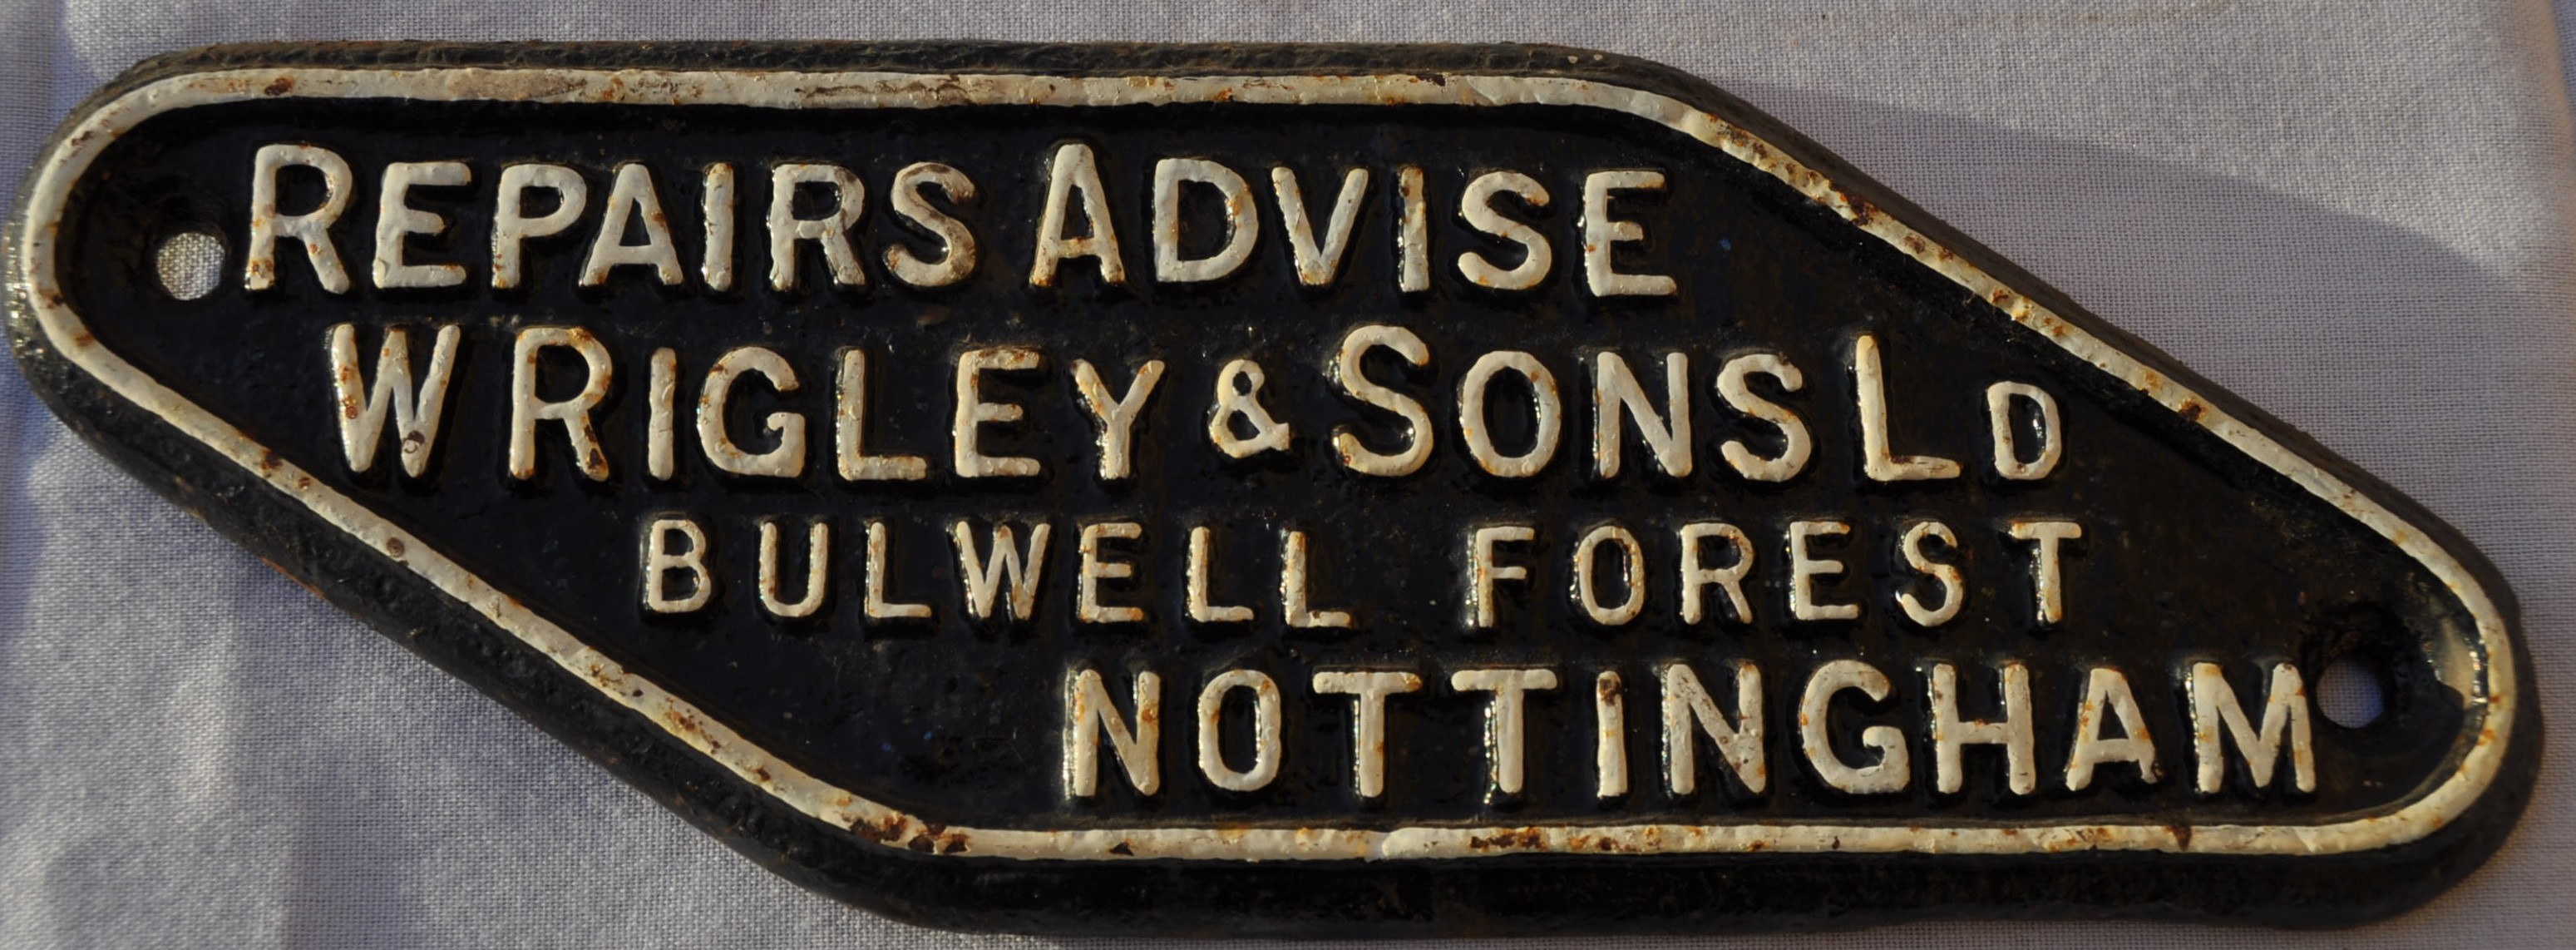 REPAIRS ADVISE
WRIGLEY & SONS LD
BULWELL FOREST
NOTTINGHAM